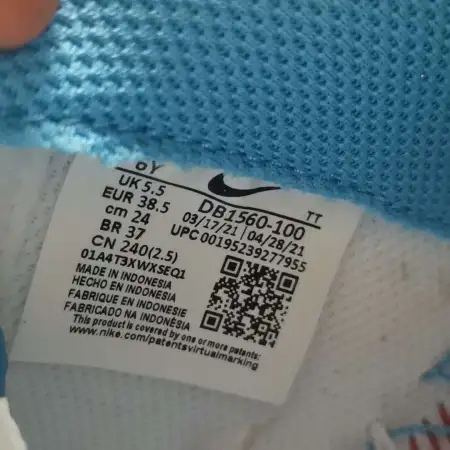 6Y
UK 5.5
EUR 38.5
cm 24
BR 37
CN 240(2.5)
01A4T3XWXSEQ1
DB1560-100
TT
03/17/21 | 04/28/21
UPC 00195239277955
MADE IN INDONESIA
HECHO EN INDONESIA
FABRIQUE EN INDONESIE
FABRICADO NA INDONÉSIA
This product is covered by one or more patents:
www.nike.com/patentsvirtualmarking